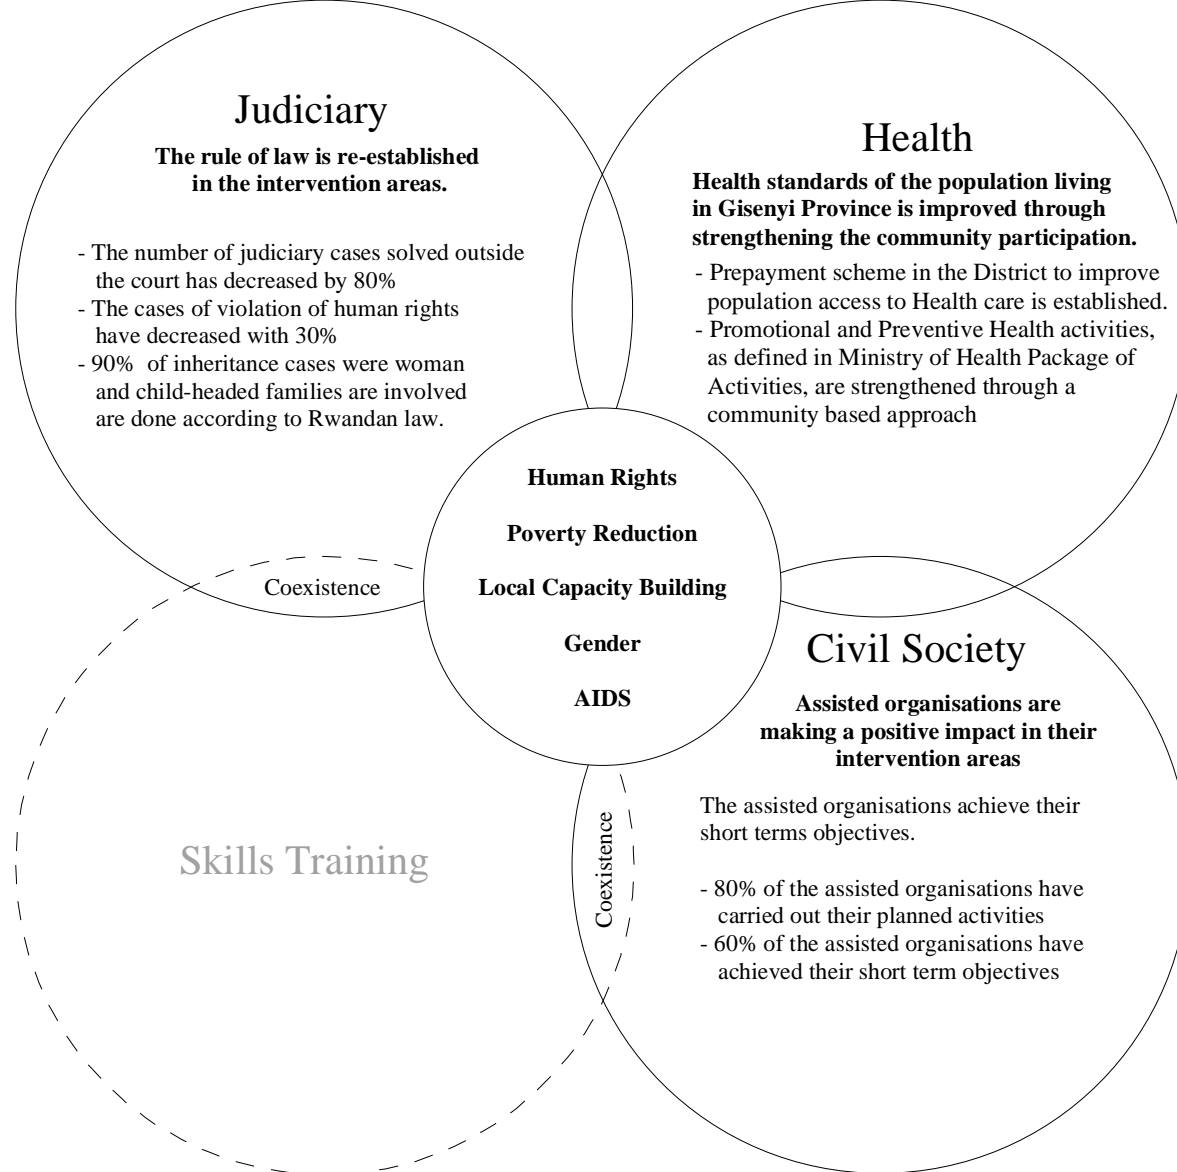 Judiciary
The rule of law is re-established
in the intervention areas.
- The number of judiciary cases solved outside
the court has decreased by 80%
- The cases of violation of human rights
have decreased with 30%
- 90% of inheritance cases were woman
and child-headed families are involved
are done according to Rwandan law.
Health
Health standards of the population living
in Gisenyi Province is improved through
strengthening the community participation.
- Prepayment scheme in the District to improve
population access to Health care is established.
- Promotional and Preventive Health activities,
as defined in Ministry of Health Package of
Activities, are strengthened through a
community based approach
Human Rights
Poverty Reduction
Local Capacity Building
Gender
AIDS
Coexistence
Civil Society
Assisted organisations are
making a positive impact in their
intervention areas
The assisted organisations achieve their
short terms objectives.
- 80% of the assisted organisations have
carried out their planned activities
- 60% of the assisted organisations have
achieved their short term objectives
Coexistence
Skills Training